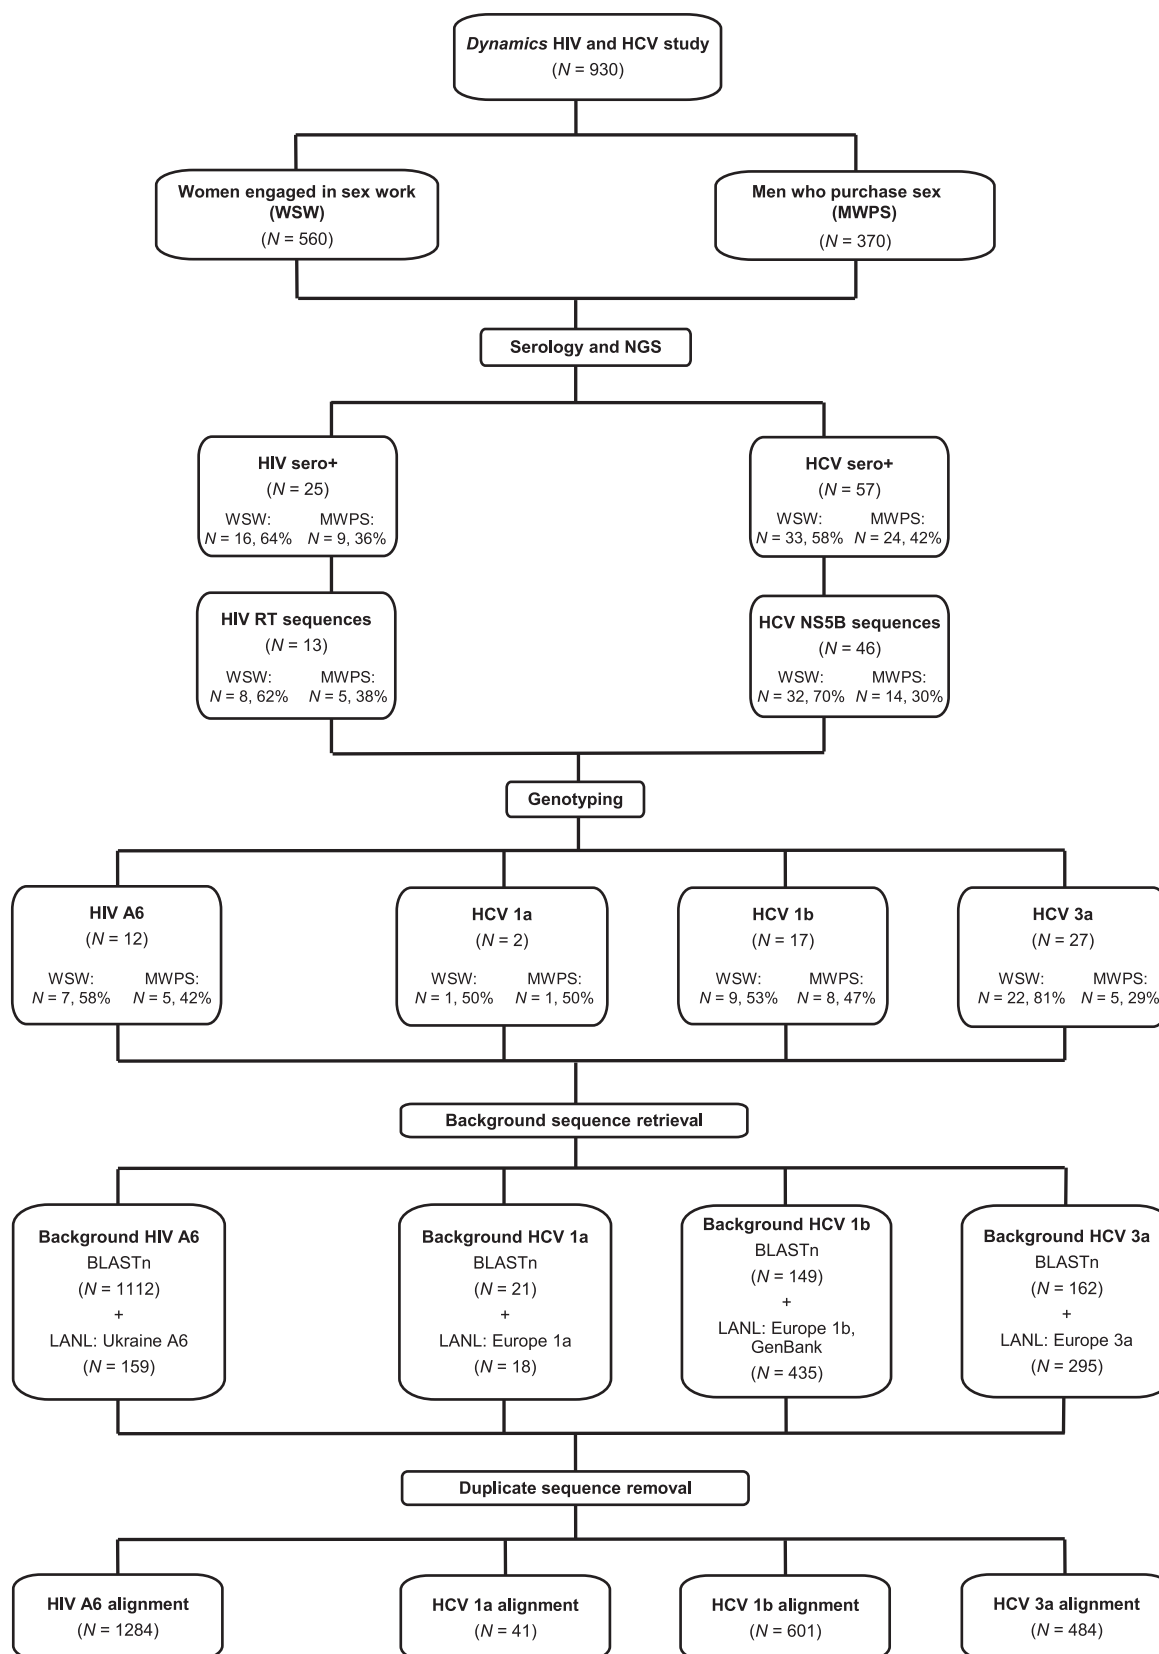 Dynamics HIV and HCV study
(N = 930)
Women engaged in sex work
(WSW)
(N = 560)
Men who purchase sex
(MWPS)
(N = 370)
Serology and NGS
HIV sero+
(N = 25)
WSW: MWPS:
N = 16, 64% N = 9, 36%
HCV sero+
(N = 57)
WSW: MWPS:
N = 33, 58% N = 24, 42%
HIV RT sequences
(N = 13)
WSW: MWPS:
N = 8, 62% N = 5, 38%
HCV NS5B sequences
(N = 46)
WSW: MWPS:
N = 32, 70% N = 14, 30%
Genotyping
HIV A6
(N = 12)
WSW: MWPS:
N = 7, 58% N = 5, 42%
HCV 1a
(N = 2)
WSW: MWPS:
N = 1, 50% N = 1, 50%
HCV 1b
(N = 17)
WSW: MWPS:
N = 9, 53% N = 8, 47%
HCV 3a
(N = 27)
WSW: MWPS:
N = 22, 81% N = 5, 29%
Background sequence retrieval
Background HIV A6
BLASTn
(N = 1112)
+
LANL: Ukraine A6
(N = 159)
Background HCV 1a
BLASTn
(N = 21)
+
LANL: Europe 1a
(N = 18)
Background HCV 1b
BLASTn
(N = 149)
+
LANL: Europe 1b,
GenBank
(N = 435)
Background HCV 3a
BLASTn
(N = 162)
+
LANL: Europe 3a
(N = 295)
Duplicate sequence removal
HIV A6 alignment
(N = 1284)
HCV 1a alignment
(N = 41)
HCV 1b alignment
(N = 601)
HCV 3a alignment
(N = 484)